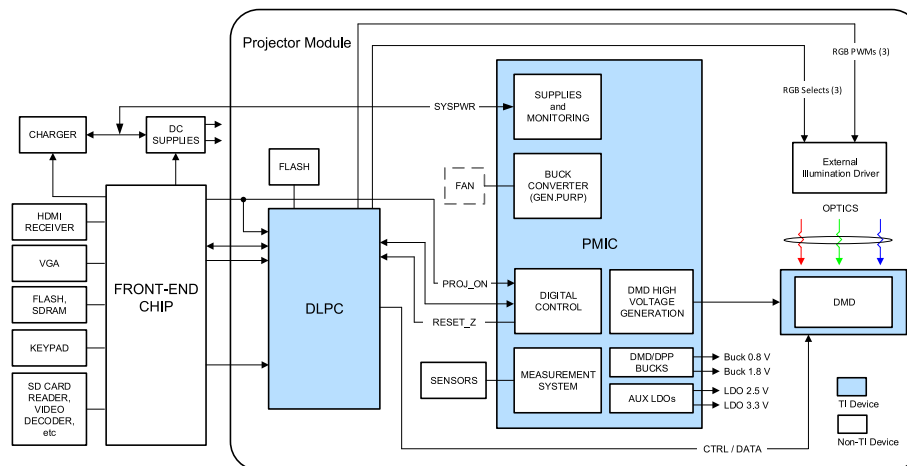 Projector Module
RGB PWMs (3)
RGB Selects (3)
SYSPWR
SUPPLIES
and
MONITORING
CHARGER
DC
SUPPLIES
FLASH
FAN
BUCK
CONVERTER
(GEN.PURP)
External
Illumination Driver
HDMI
RECEIVER
OPTICS
VGA
PMIC
FRONT-END
CHIP
FLASH,
SDRAM
DLPC
PROJ_ON
DIGITAL
CONTROL
DMD HIGH
VOLTAGE
GENERATION
DMD
RESET_Z
KEYPAD
SENSORS
MEASUREMENT
SYSTEM
DMD/DPP
BUCKS
Buck 0.8 V
Buck 1.8 V
SD CARD
READER,
VIDEO
DECODER,
etc
AUX LDOs
LDO 2.5 V
LDO 3.3 V
TI Device
CTRL / DATA
Non-TI Device